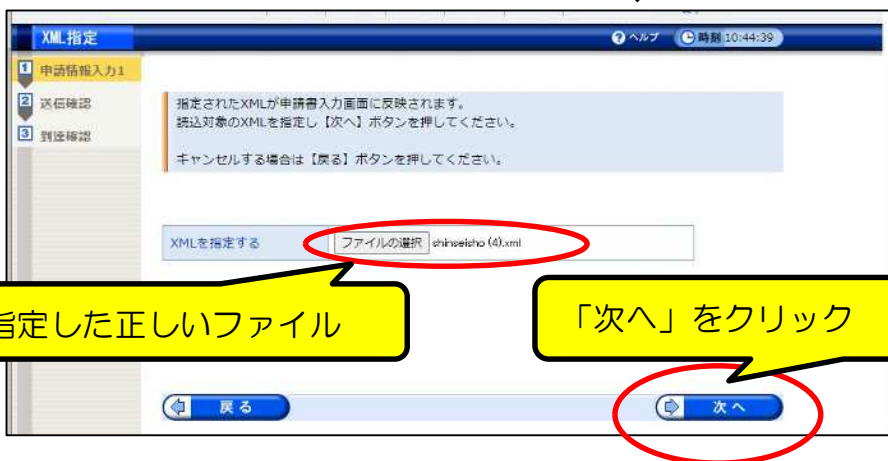 XML指定
? ヘルプ
時刻 10:44:39
1 申請情報入力1
2 送信確認
3 到達確認
指定されたXMLが申請書入力画面に反映されます。
読込対象のXMLを指定し【次へ】ボタンを押してください。
キャンセルする場合は【戻る】ボタンを押してください。
XMLを指定する
ファイルの選択 shinseisho (4).xml
指定した正しいファイル
「次へ」をクリック
戻る
次へ